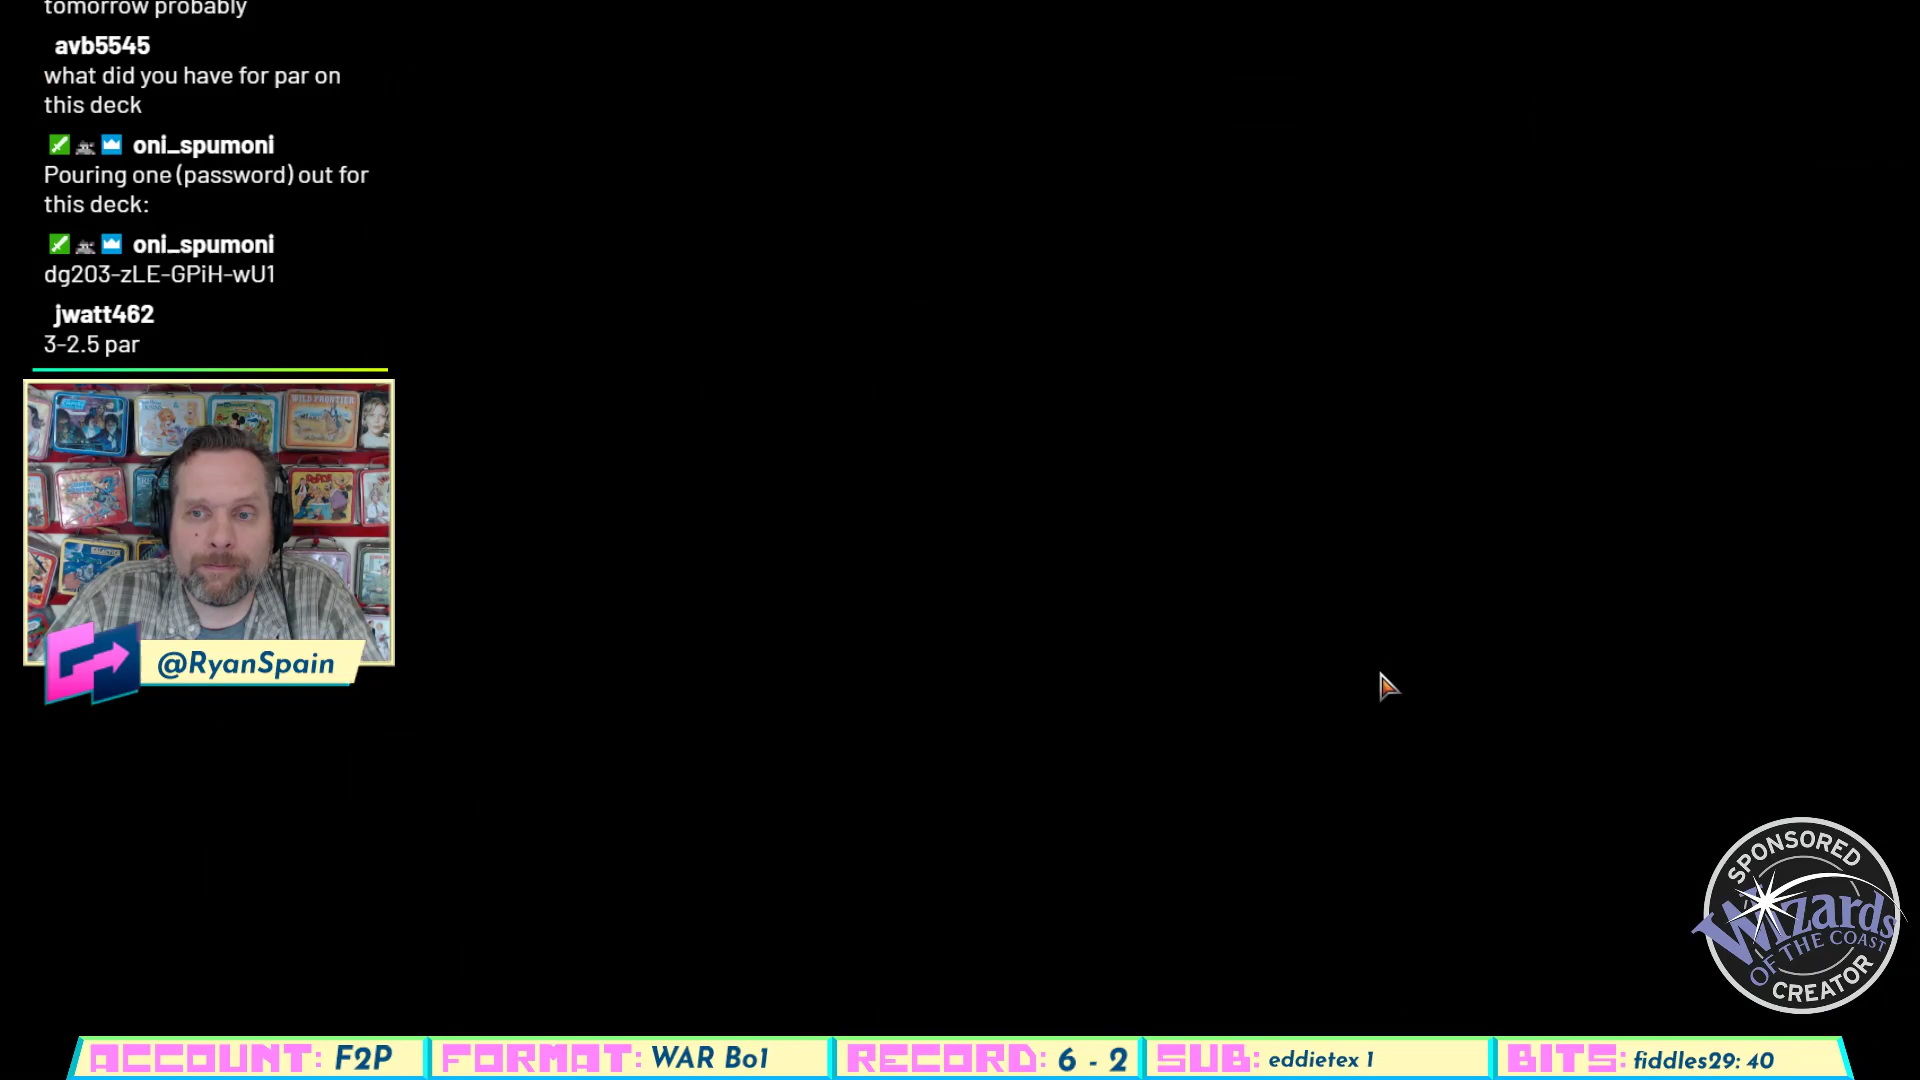 tomorrow probably
avb5545
what did you have for par on
this deck
oni_spumoni
Pouring one (password) out for
this deck:
oni_spumoni
dg203-zLE-GPiH-wU1
jwatt462
3-2.5 par
WILD FRONTIER
@RyanSpain
SPONSORED
Wizards
OF THE COAST
CREATOR
ACCOUNT: F2P
FORMAT: WAR Bo1
RECORD: 6 - 2
SUB: eddietex 1
BITS: fiddles29: 40